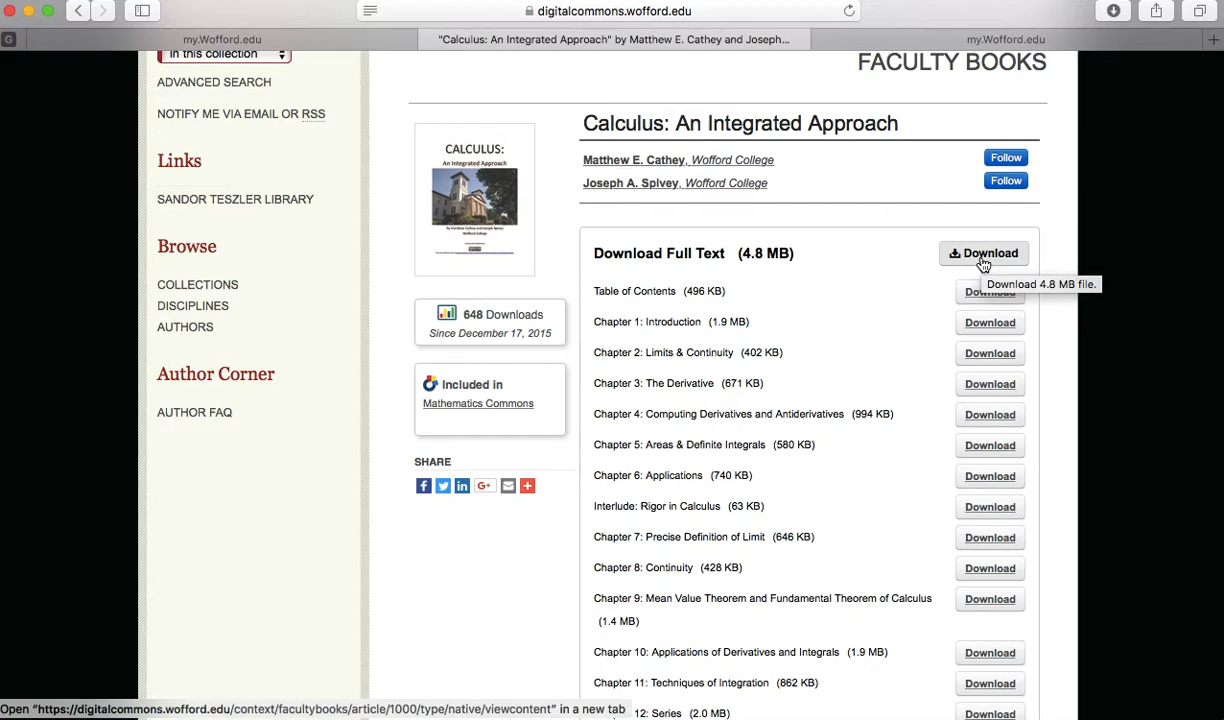 digitalcommons.wofford.edu
G
my.Wofford.edu
"Calculus: An Integrated Approach" by Matthew E. Cathey and Joseph...
my.Wofford.edu
in this collection
ADVANCED SEARCH
NOTIFY ME VIA EMAIL OR RSS
Links
SANDOR TESZLER LIBRARY
Browse
COLLECTIONS
DISCIPLINES
AUTHORS
Author Corner
AUTHOR FAQ
FACULTY BOOKS
CALCULUS:
An Integrated Approach
by Matthew Cathey and Joseph Spivey
Wofford College
648 Downloads
Since December 17, 2015
Included in
Mathematics Commons
SHARE
Calculus: An Integrated Approach
Matthew E. Cathey, Wofford College
Follow
Joseph A. Spivey, Wofford College
Follow
Download Full Text (4.8 MB)
Download
Download 4.8 MB file.
Table of Contents (496 KB)
Download
Chapter 1: Introduction (1.9 MB)
Download
Chapter 2: Limits & Continuity (402 KB)
Download
Chapter 3: The Derivative (671 KB)
Download
Chapter 4: Computing Derivatives and Antiderivatives (994 KB)
Download
Chapter 5: Areas & Definite Integrals (580 KB)
Download
Chapter 6: Applications (740 KB)
Download
Interlude: Rigor in Calculus (63 KB)
Download
Chapter 7: Precise Definition of Limit (646 KB)
Download
Chapter 8: Continuity (428 KB)
Download
Chapter 9: Mean Value Theorem and Fundamental Theorem of Calculus
(1.4 MB)
Download
Chapter 10: Applications of Derivatives and Integrals (1.9 MB)
Download
Chapter 11: Techniques of Integration (862 KB)
Download
12: Series (2.0 MB)
Download
Open "https://digitalcommons.wofford.edu/context/facultybooks/article/1000/type/native/viewcontent" in a new tab